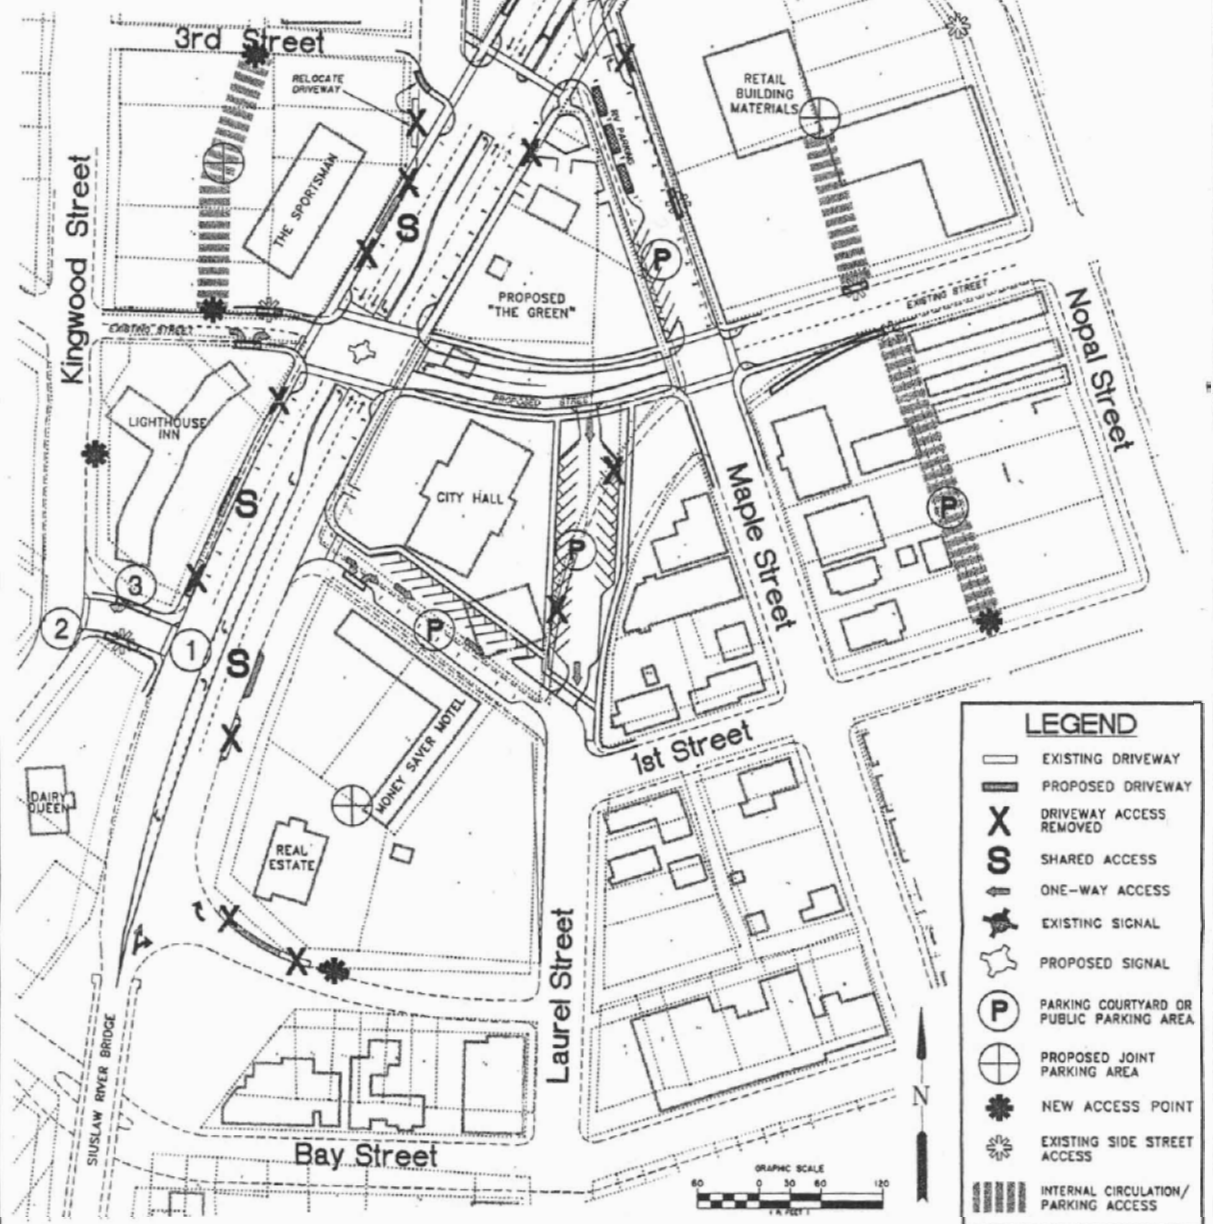 3rd Street
RELOCATE
DRIVEWAY
THE SPORTSMAN
Kingwood Street
EXISTING STREET
RV PARKING
RETAIL
BUILDING
MATERIALS
PROPOSED
"THE GREEN"
EXISTING STREET
Nopal Street
PROPOSED STREET
LIGHTHOUSE
INN
CITY HALL
Maple Street
S
S
S
P
P
P
P
X
X
X
X
X
X
X
X
X
X
X
X
3
2
1
DAIRY
QUEEN
MONEY SAVER MOTEL
REAL
ESTATE
1st Street
Laurel Street
SIUSLAW RIVER BRIDGE
Bay Street
LEGEND
EXISTING DRIVEWAY
PROPOSED DRIVEWAY
X DRIVEWAY ACCESS
REMOVED
S SHARED ACCESS
ONE-WAY ACCESS
EXISTING SIGNAL
PROPOSED SIGNAL
P PARKING COURTYARD OR
PUBLIC PARKING AREA
PROPOSED JOINT
PARKING AREA
NEW ACCESS POINT
EXISTING SIDE STREET
ACCESS
INTERNAL CIRCULATION/
PARKING ACCESS
N
GRAPHIC SCALE
60 0 30 60 120
( IN FEET )